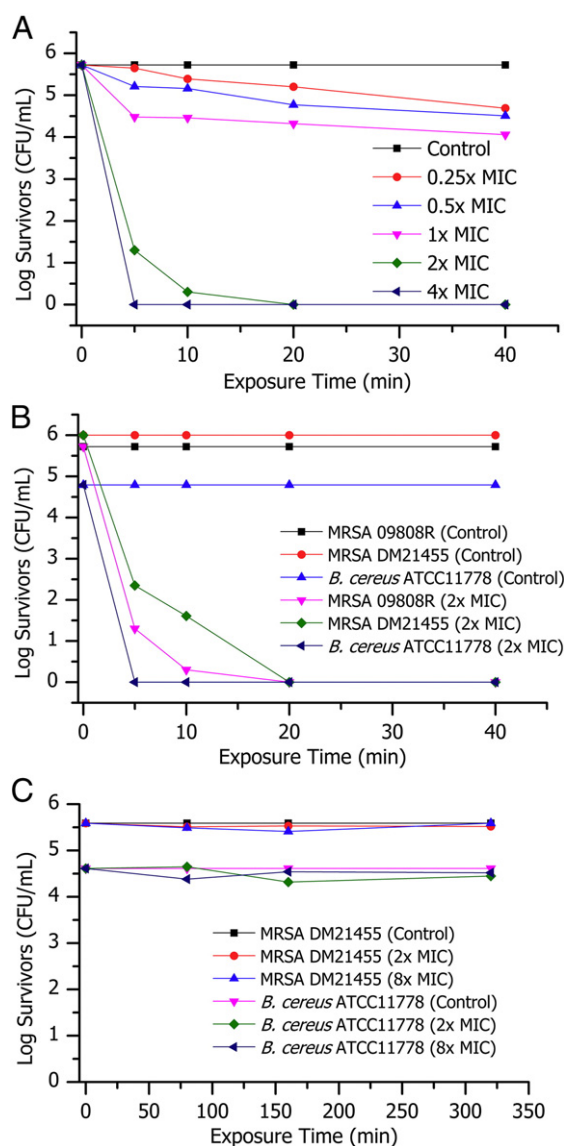 A
6
5
4
3
2
1
0
Log Survivors (CFU/mL)
Control
0.25x MIC
0.5x MIC
1x MIC
2x MIC
4x MIC
0 10 20 30 40
Exposure Time (min)
B
6
5
4
3
2
1
0
Log Survivors (CFU/mL)
MRSA 09808R (Control)
MRSA DM21455 (Control)
B. cereus ATCC11778 (Control)
MRSA 09808R (2x MIC)
MRSA DM21455 (2x MIC)
B. cereus ATCC11778 (2x MIC)
0 10 20 30 40
Exposure Time (min)
C
6
5
4
3
2
1
0
Log Survivors (CFU/mL)
MRSA DM21455 (Control)
MRSA DM21455 (2x MIC)
MRSA DM21455 (8x MIC)
B. cereus ATCC11778 (Control)
B. cereus ATCC11778 (2x MIC)
B. cereus ATCC11778 (8x MIC)
0 50 100 150 200 250 300 350
Exposure Time (min)